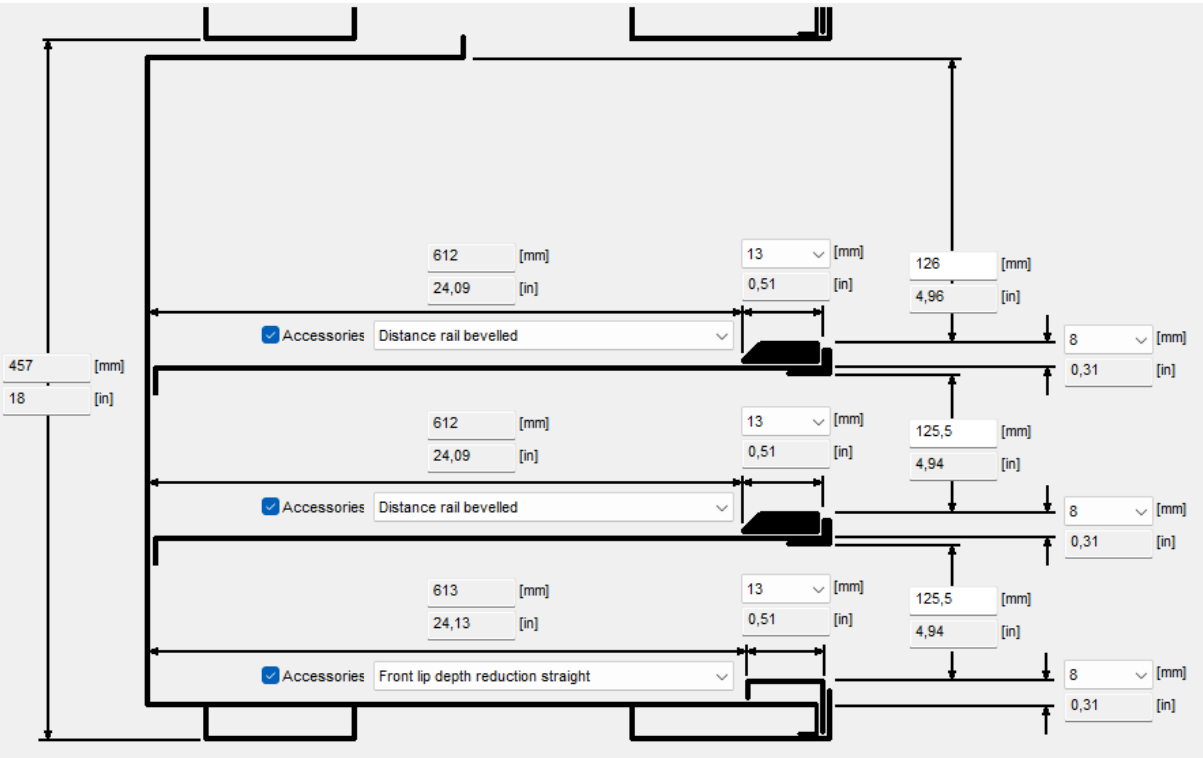 612 [mm] 13 [mm]
126 [mm]
24,09 [in] 0,51 [in]
4,96 [in]
Accessories Distance rail bevelled
8 [mm]
457 [mm]
0,31 [in]
18 [in]
612 [mm] 13 [mm]
125,5 [mm]
24,09 [in] 0,51 [in]
4,94 [in]
Accessories Distance rail bevelled
8 [mm]
0,31 [in]
613 [mm] 13 [mm]
125,5 [mm]
24,13 [in] 0,51 [in]
4,94 [in]
Accessories Front lip depth reduction straight
8 [mm]
0,31 [in]